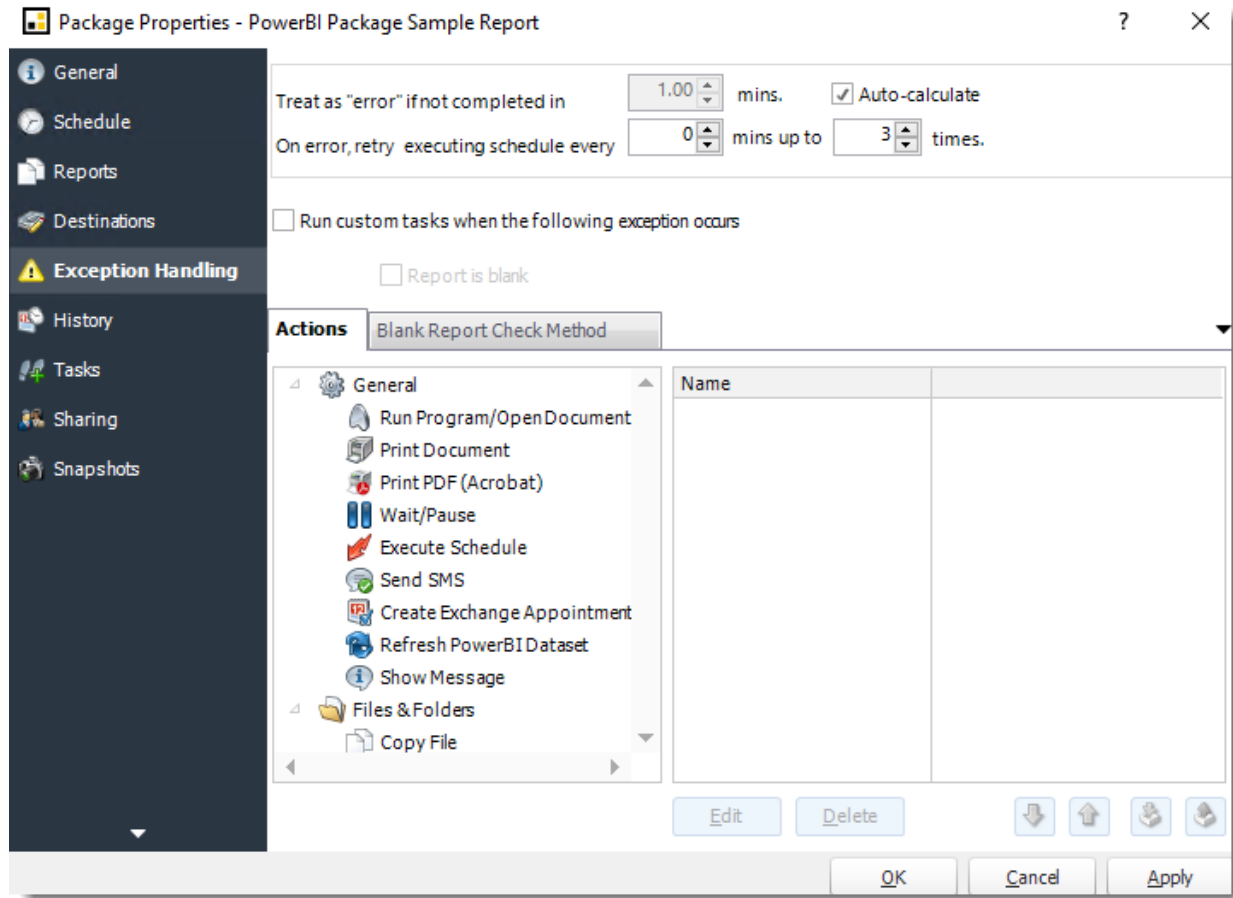 Package Properties - PowerBI Package Sample Report ?
General
Schedule
Reports
Destinations
Exception Handling
History
Tasks
Sharing
Snapshots
Treat as "error" if not completed in 1.00 mins. Auto-calculate
On error, retry executing schedule every 0 mins up to 3 times.
Run custom tasks when the following exception occurs
Report is blank
Actions Blank Report Check Method
General
Run Program/Open Document
Print Document
Print PDF (Acrobat)
Wait/Pause
Execute Schedule
Send SMS
Create Exchange Appointment
Refresh PowerBI Dataset
Show Message
Files & Folders
Copy File
Name
Edit Delete
OK Cancel Apply